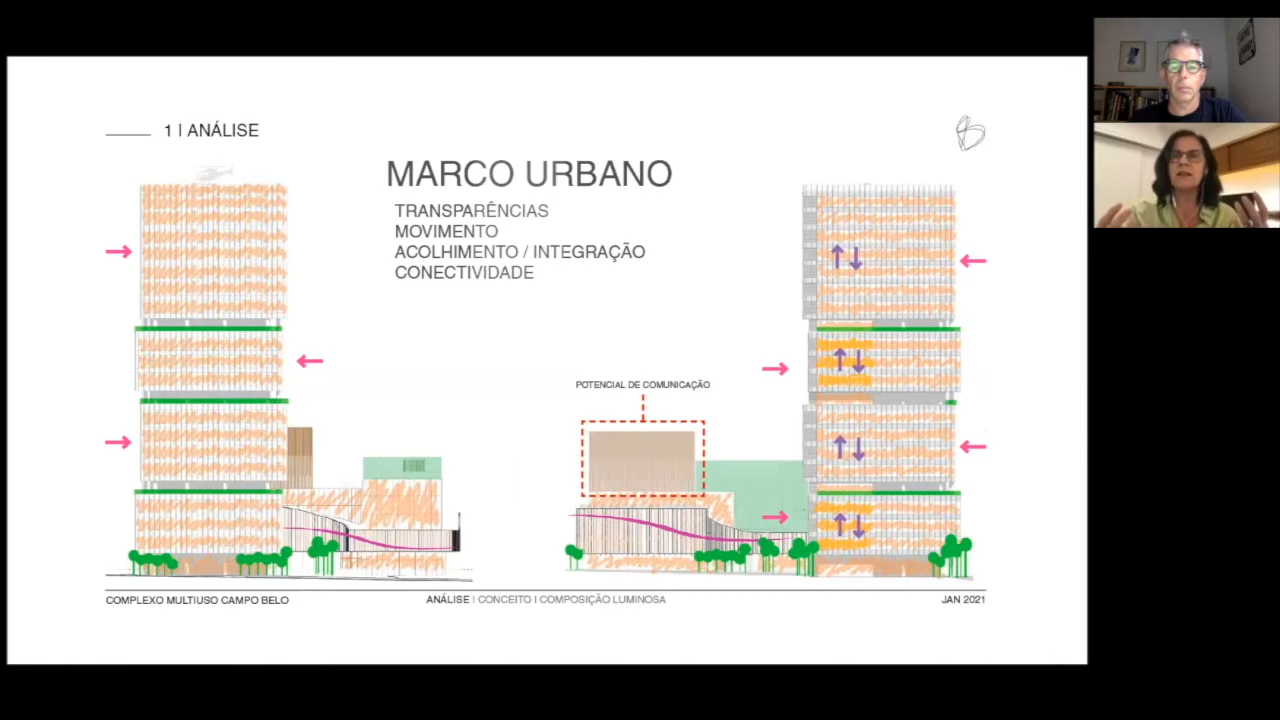 1 | ANÁLISE
MARCO URBANO
TRANSPARÊNCIAS
MOVIMENTO
ACOLHIMENTO / INTEGRAÇÃO
CONECTIVIDADE
POTENCIAL DE COMUNICAÇÃO
COMPLEXO MULTIUSO CAMPO BELO
ANÁLISE | CONCEITO | COMPOSIÇÃO LUMINOSA
JAN 2021